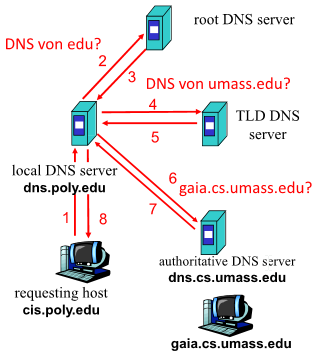 root DNS server
DNS von edu?
2
3
DNS von umass.edu?
4
5
TLD DNS
server
local DNS server
dns.poly.edu
6
gaia.cs.umass.edu?
7
1
8
authoritative DNS server
dns.cs.umass.edu
requesting host
cis.poly.edu
gaia.cs.umass.edu